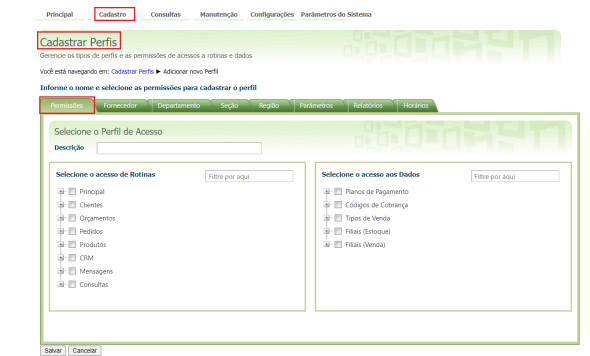 Principal Cadastro Consultas Manutenção Configurações Parâmetros do Sistema
Cadastrar Perfis
Gerencie os tipos de perfis e as permissões de acessos a rotinas e dados
Você está navegando em: Cadastrar Perfis ► Adicionar novo Perfil
Informe o nome e selecione as permissões para cadastrar o perfil
Permissões Fornecedor Departamento Seção Região Parâmetros Relatórios Horários
Selecione o Perfil de Acesso
Descrição
Selecione o acesso de Rotinas Filtre por aqui
Principal
Clientes
Orçamentos
Pedidos
Produtos
CRM
Mensagens
Consultas
Selecione o acesso aos Dados Filtre por aqui
Planos de Pagamento
Códigos de Cobrança
Tipos de Venda
Filiais (Estoque)
Filiais (Venda)
Salvar Cancelar